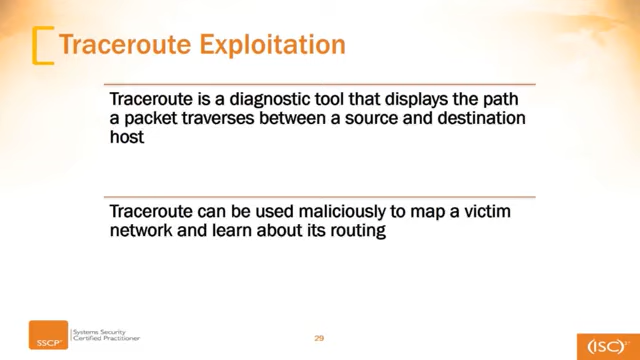 Traceroute Exploitation
Traceroute is a diagnostic tool that displays the path
a packet traverses between a source and destination
host
Traceroute can be used maliciously to map a victim
network and learn about its routing
SSCP
Systems Security
Certified Practitioner
29
(ISC)²